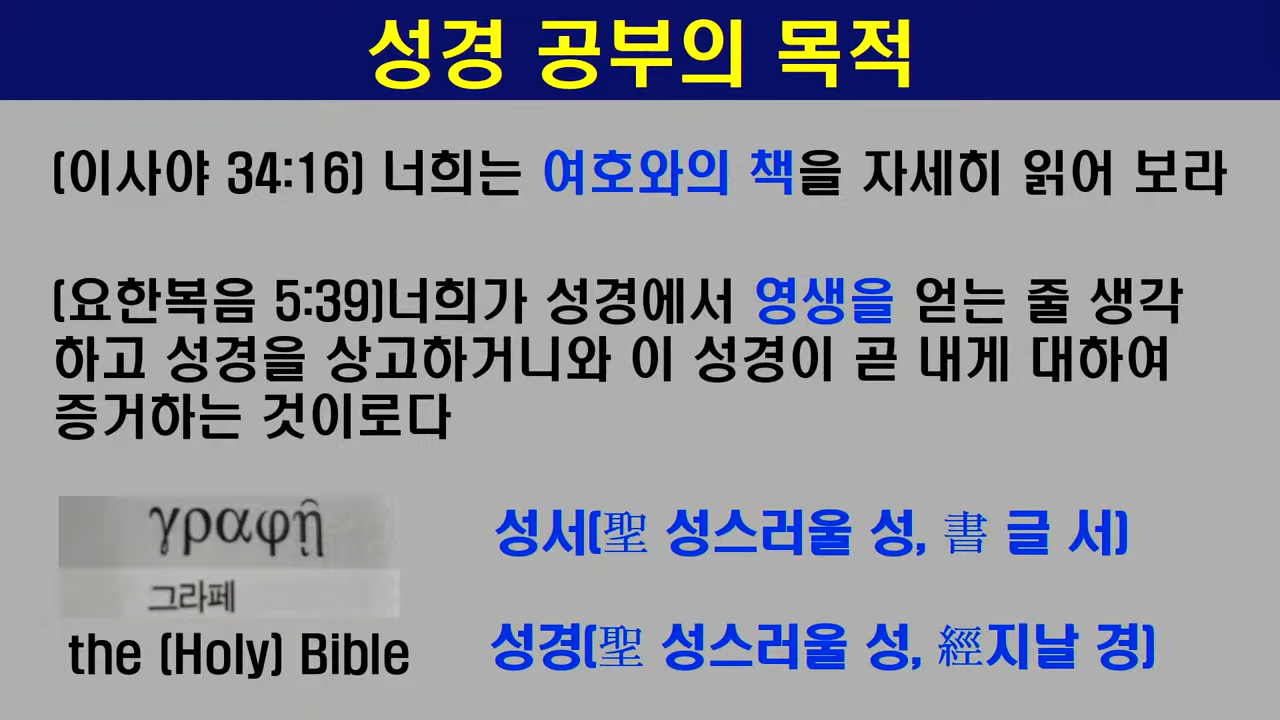 성경 공부의 목적
(이사야 34:16) 너희는 여호와의 책을 자세히 읽어 보라
(요한복음 5:39)너희가 성경에서 영생을 얻는 줄 생각
하고 성경을 상고하거니와 이 성경이 곧 내게 대하여
증거하는 것이로다
γραφῇ
그라페
the (Holy) Bible
성서(聖 성스러울 성, 書 글 서)
성경(聖 성스러울 성, 經지날 경)